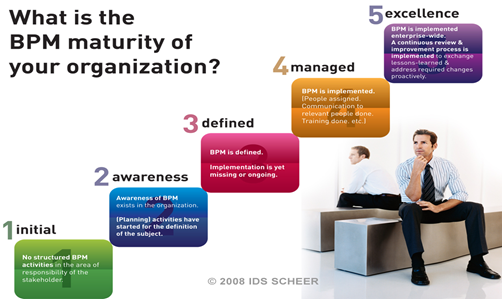 What is the
BPM maturity of
your organization?
5 excellence
BPM is implemented
enterprise-wide.
A continuous review &
improvement process is
implemented to exchange
lessons-learned &
address required changes
proactively.
4 managed
BPM is implemented.
(People assigned.
Communication to
relevant people done.
Training done. etc.)
3 defined
BPM is defined.
Implementation is yet
missing or ongoing.
2 awareness
Awareness of BPM
exists in the organization.
(Planning) activities have
started for the definition
of the subject.
1 initial
No structured BPM
activities in the area of
responsibility of the
stakeholder.
© 2008 IDS SCHEER